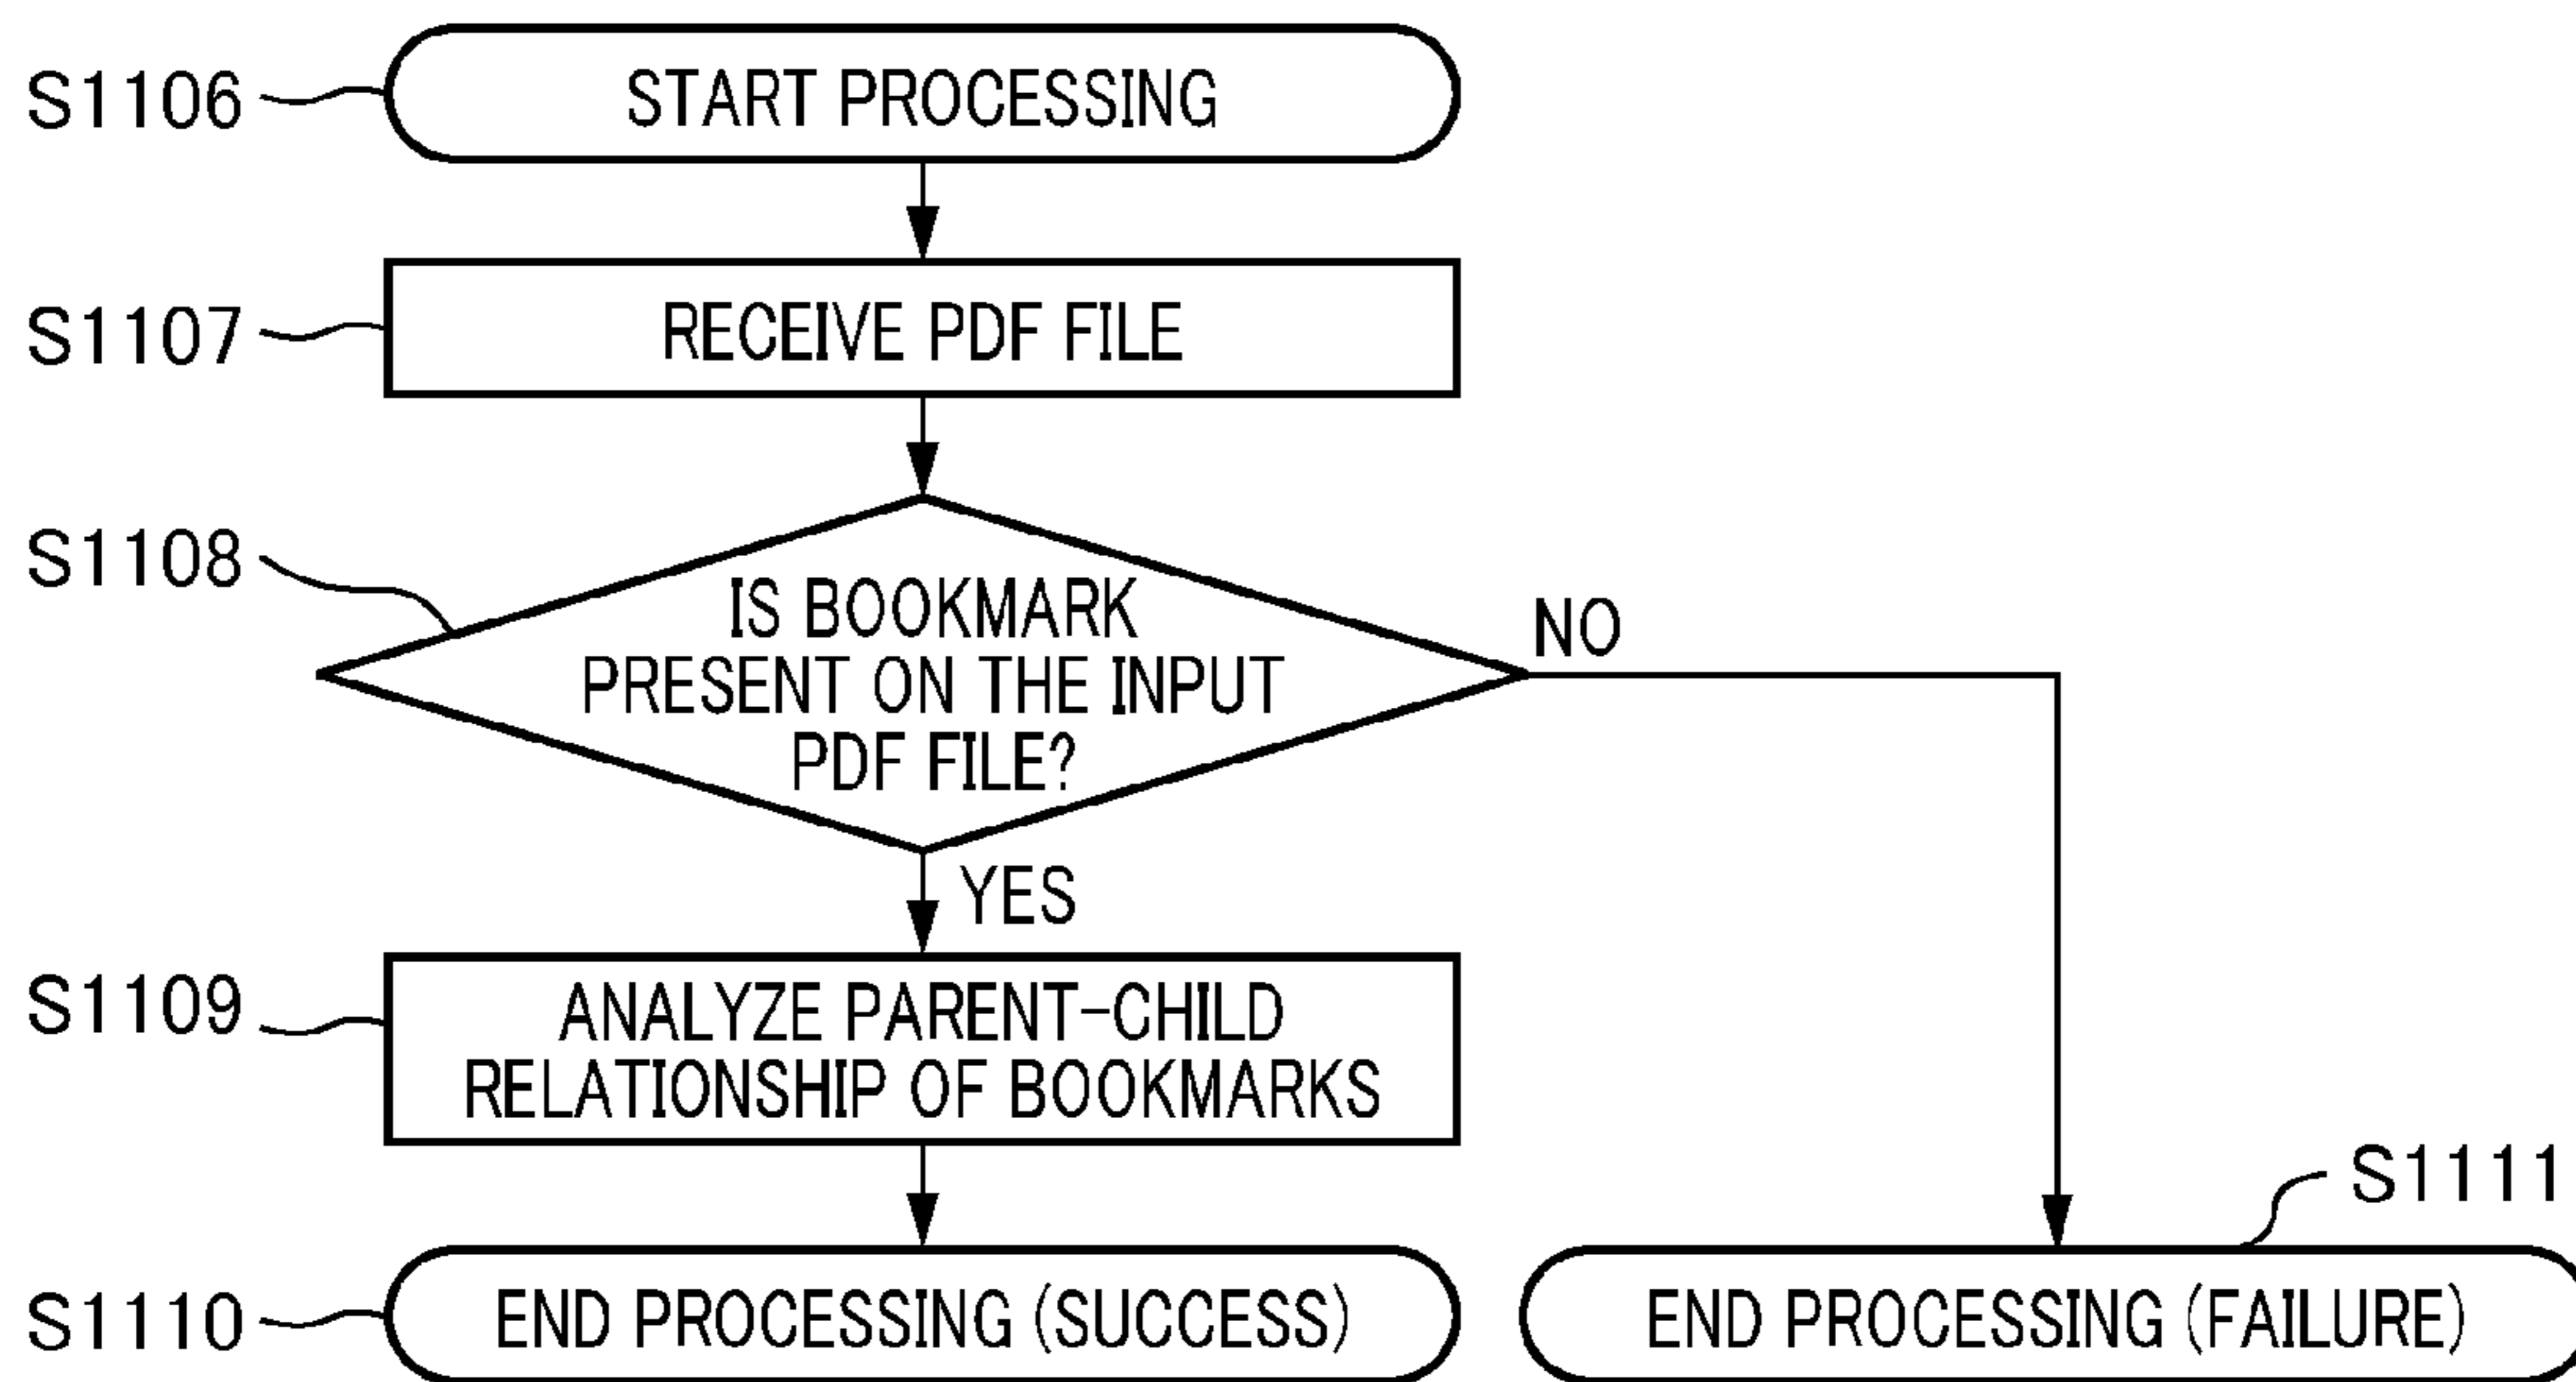 S1106
START PROCESSING
S1107
RECEIVE PDF FILE
S1108
IS BOOKMARK
PRESENT ON THE INPUT
PDF FILE?
NO
YES
S1109
ANALYZE PARENT-CHILD
RELATIONSHIP OF BOOKMARKS
S1110
END PROCESSING (SUCCESS)
S1111
END PROCESSING (FAILURE)